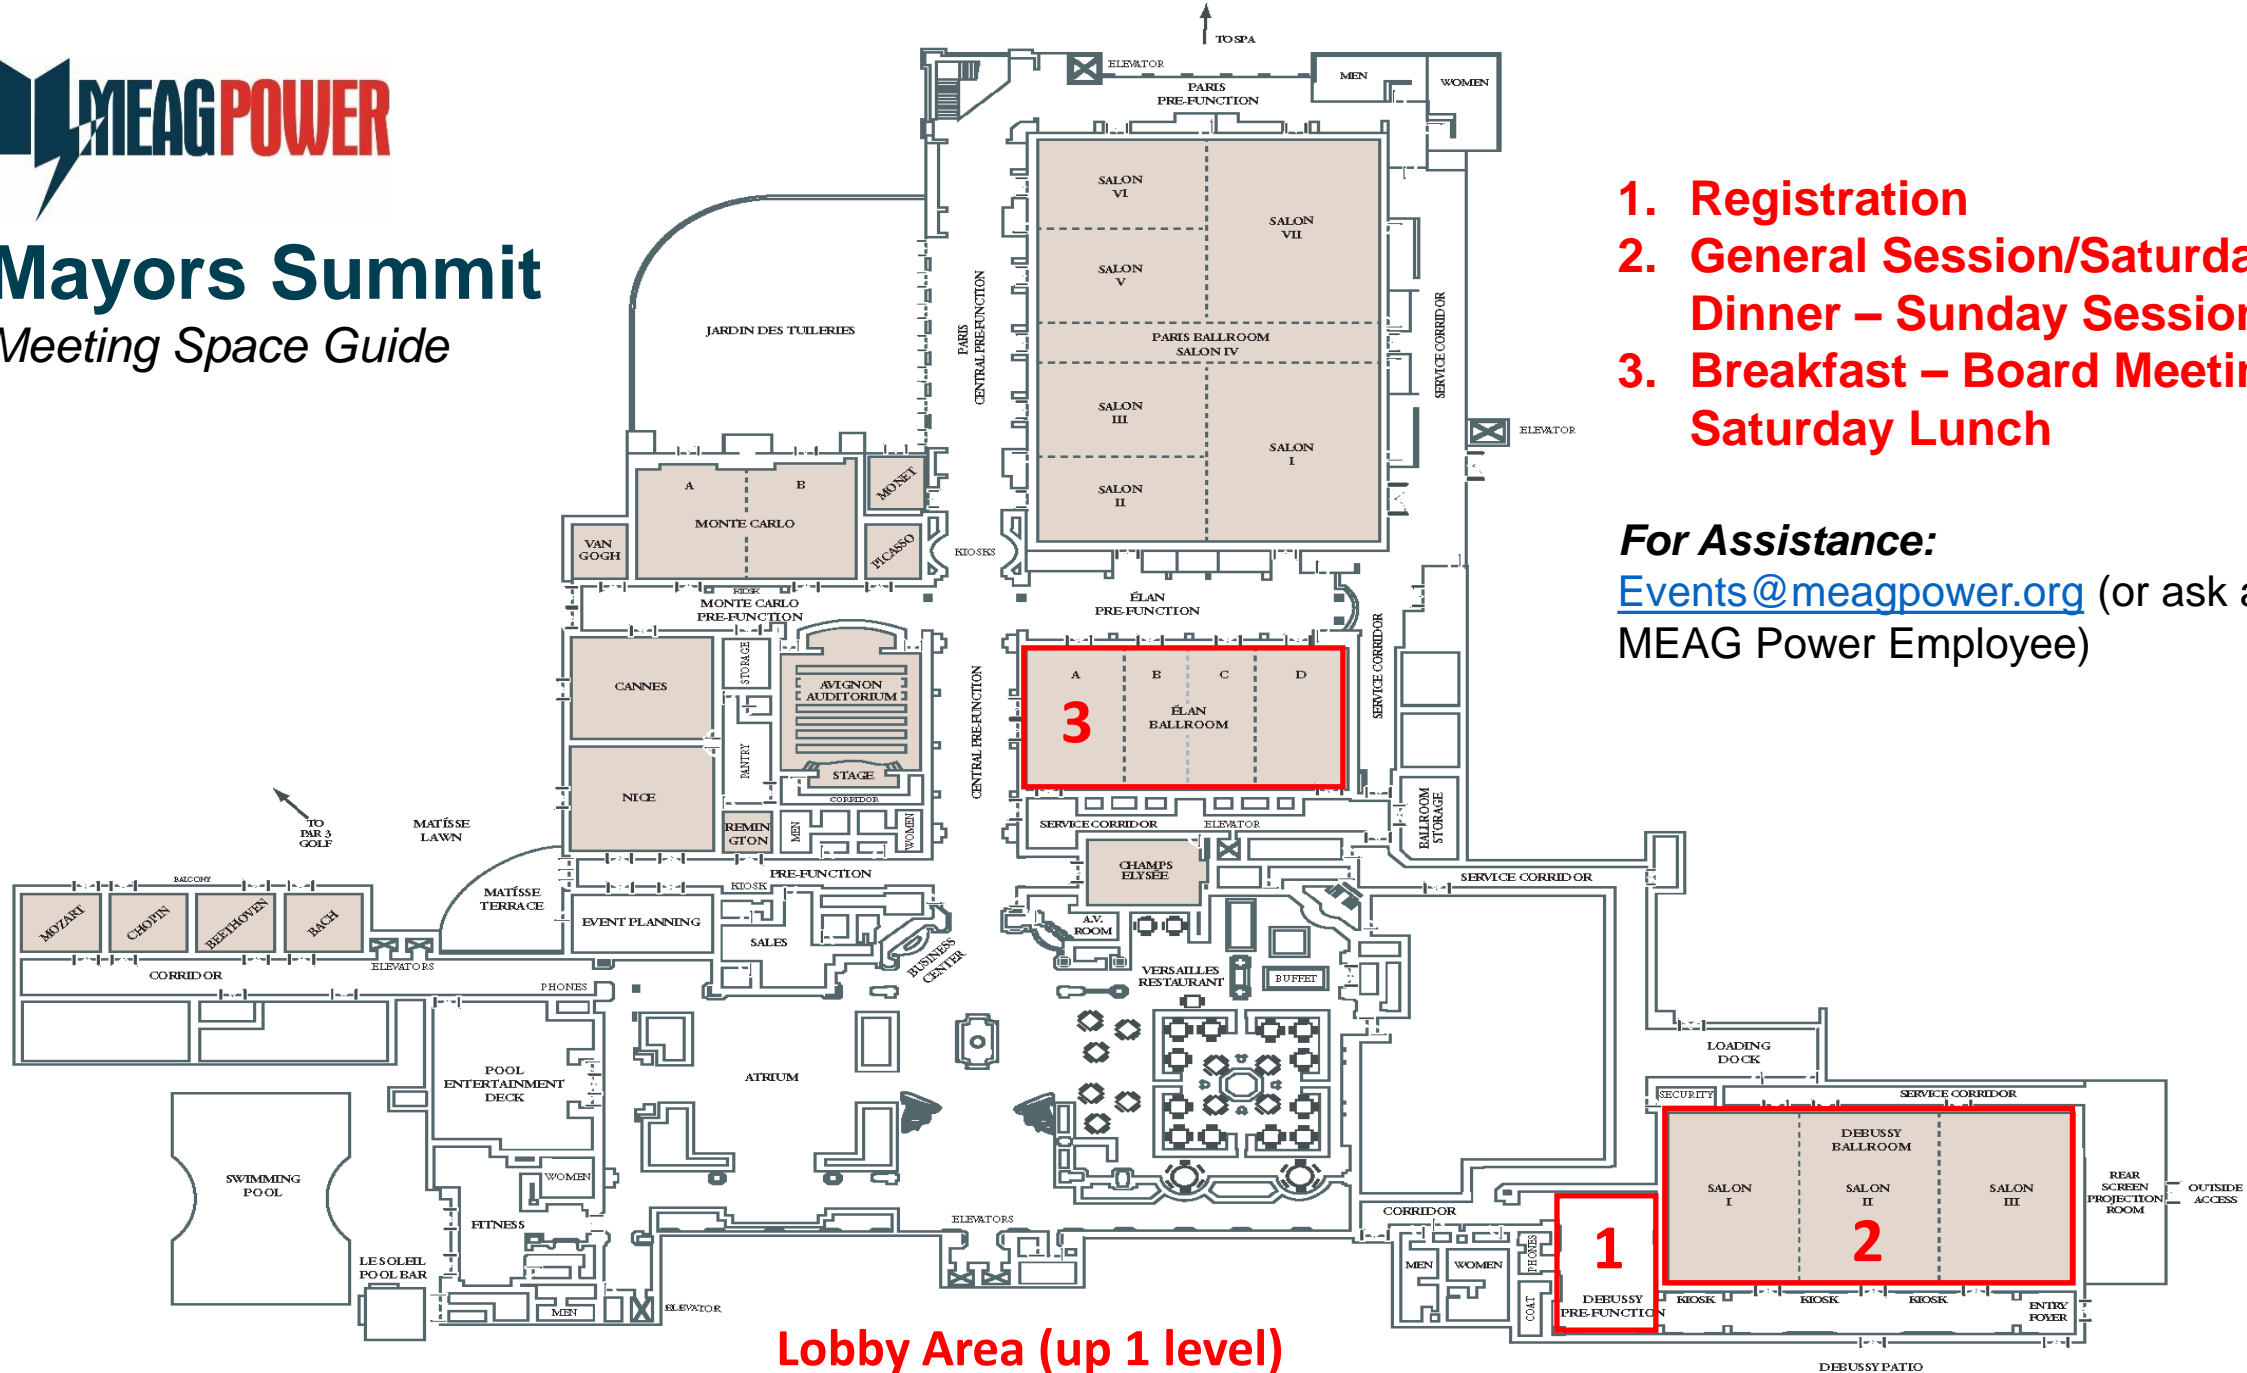 MEAGPOWER
Mayors Summit
Meeting Space Guide
1. Registration
2. General Session/Saturda
Dinner – Sunday Session
3. Breakfast – Board Meetin
Saturday Lunch
For Assistance:
Events@meagpower.org (or ask a
MEAG Power Employee)
TO SPA
ELEVATOR
PARIS
PRE-FUNCTION
MEN
WOMEN
SALON
VI
SALON
VII
SALON
V
PARIS BALLROOM
SALON IV
SALON
III
SALON
I
SALON
II
PARIS
CENTRAL PRE-FUNCTION
SERVICE CORRIDOR
ELEVATOR
JARDIN DES TUILERIES
A
B
MONTE CARLO
MONET
VAN
GOGH
PICASSO
KIOSKS
KIOSK
MONTE CARLO
PRE-FUNCTION
ÉLAN
PRE-FUNCTION
SERVICE CORRIDOR
CANNES
STORAGE
AVIGNON
AUDITORIUM
CENTRAL PRE-FUNCTION
A
B
C
D
3
ÉLAN
BALLROOM
NICE
PANTRY
STAGE
CORRIDOR
REMIN
GTON
MEN
WOMEN
SERVICE CORRIDOR
ELEVATOR
BALLROOM
STORAGE
TO
PAR 3
GOLF
MATÍSSE
LAWN
PRE-FUNCTION
KIOSK
CHAMPS
ELYSÉE
SERVICE CORRIDOR
BALCONY
MOZART
CHOPIN
BEETHOVEN
BACH
MATÍSSE
TERRACE
EVENT PLANNING
SALES
BUSINESS
CENTER
A.V.
ROOM
ELEVATORS
CORRIDOR
PHONES
VERSAILLES
RESTAURANT
BUFFET
POOL
ENTERTAINMENT
DECK
ATRIUM
LOADING
DOCK
SECURITY
SERVICE CORRIDOR
DEBUSSY
BALLROOM
SALON
I
SALON
II
SALON
III
2
REAR
SCREEN
PROJECTION
ROOM
OUTSIDE
ACCESS
SWIMMING
POOL
WOMEN
FITNESS
ELEVATORS
CORRIDOR
MEN
WOMEN
PHONES
COAT
1
DEBUSSY
PRE-FUNCTION
KIOSK
KIOSK
KIOSK
ENTRY
FOYER
LE SOLEIL
POOL BAR
MEN
ELEVATOR
Lobby Area (up 1 level)
DEBUSSY PATIO